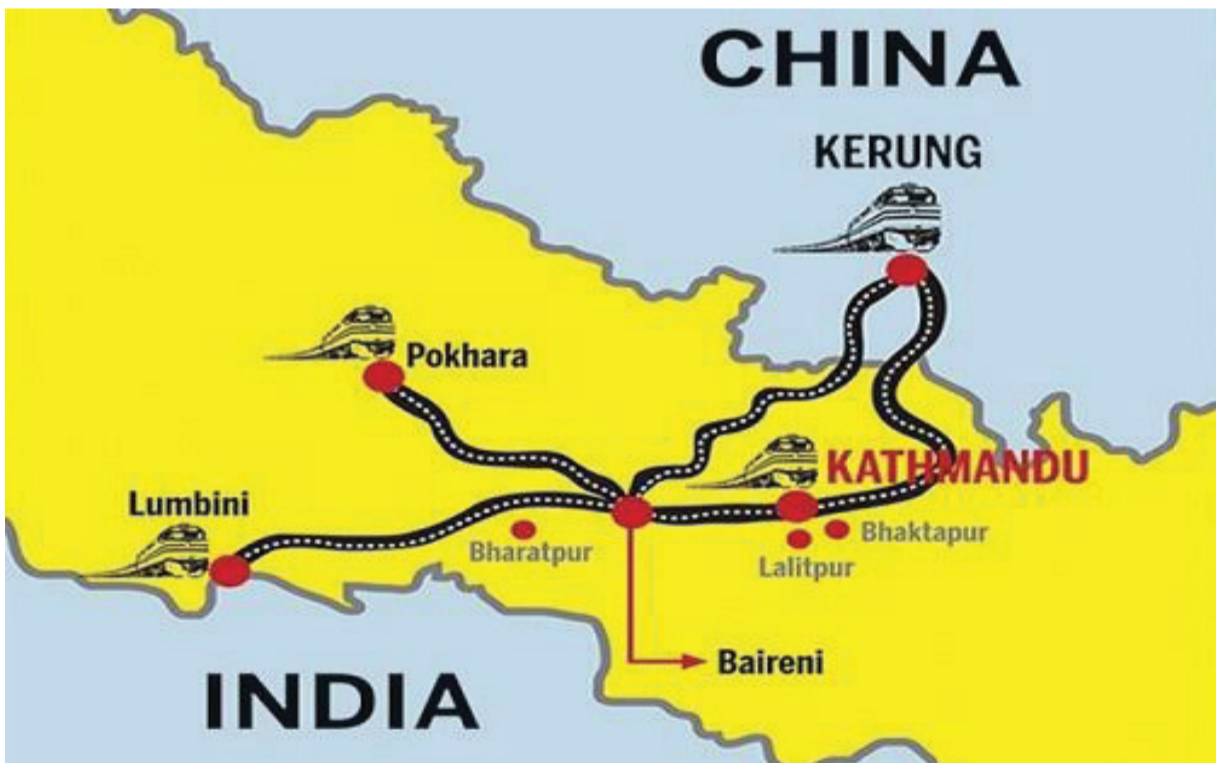 CHINA
KERUNG
Pokhara
KATHMANDU
Lumbini
Bharatpur
Bhaktapur
Lalitpur
Baireni
INDIA